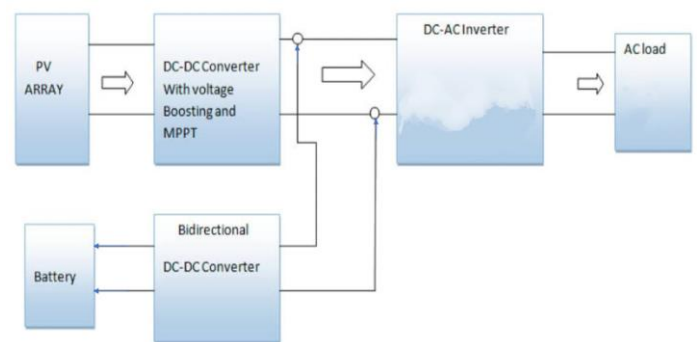 PV
ARRAY
DC-DC Converter
With voltage
Boosting and
MPPT
DC-AC Inverter
AC load
Battery
Bidirectional
DC-DC Converter